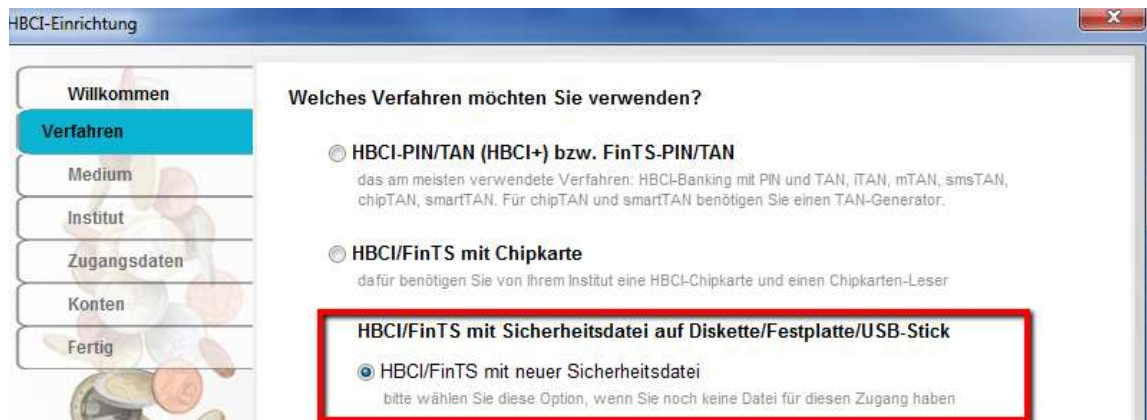 HBCI-Einrichtung
Willkommen
Verfahren
Medium
Institut
Zugangsdaten
Konten
Fertig
Welches Verfahren möchten Sie verwenden?
HBCI-PIN/TAN (HBCI+) bzw. FinTS-PIN/TAN
das am meisten verwendete Verfahren: HBCI-Banking mit PIN und TAN, iTAN, mTAN, smsTAN,
chipTAN, smartTAN. Für chipTAN und smartTAN benötigen Sie einen TAN-Generator.
HBCI/FinTS mit Chipkarte
dafür benötigen Sie von Ihrem Institut eine HBCI-Chipkarte und einen Chipkarten-Leser
HBCI/FinTS mit Sicherheitsdatei auf Diskette/Festplatte/USB-Stick
HBCI/FinTS mit neuer Sicherheitsdatei
bitte wählen Sie diese Option, wenn Sie noch keine Datei für diesen Zugang haben